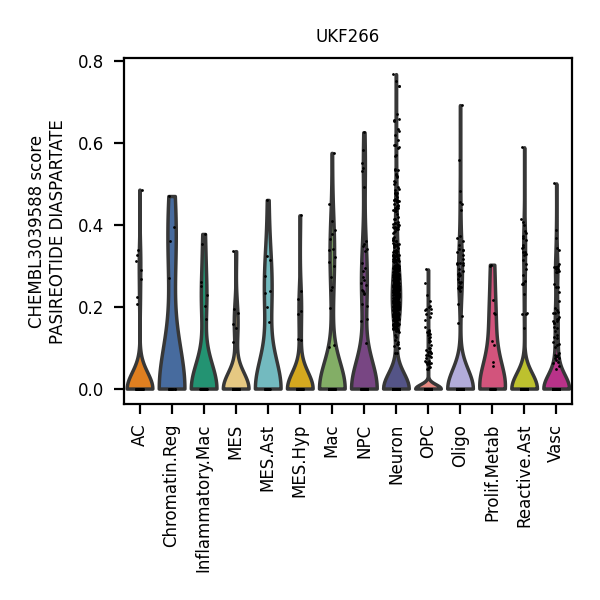 UKF266
CHEMBL3039588 score
PASIREOTIDE DIASPARTATE
0.8
0.6
0.4
0.2
0.0
AC
Chromatin.Reg
Inflammatory.Mac
MES
MES.Ast
MES.Hyp
Mac
NPC
Neuron
OPC
Oligo
Prolif.Metab
Reactive.Ast
Vasc